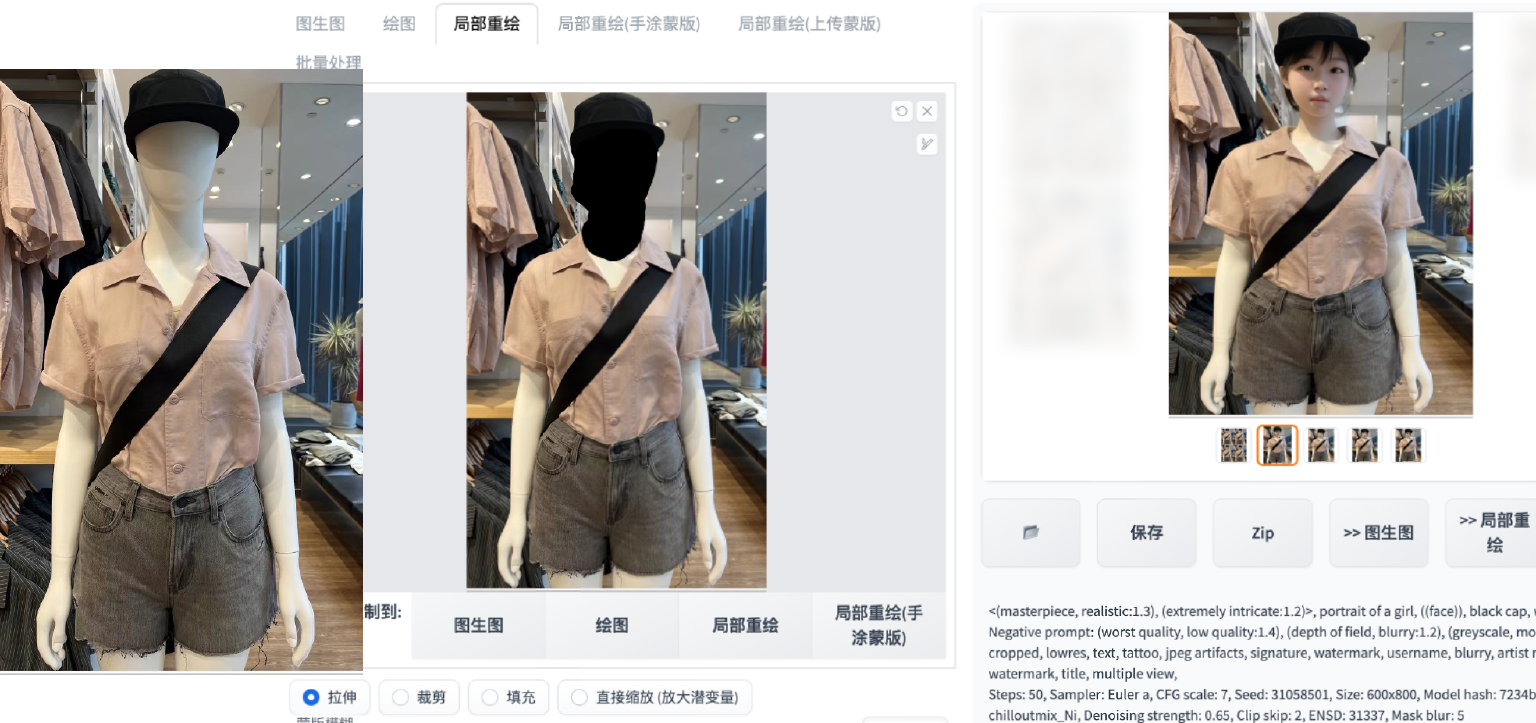 图生图 绘图 局部重绘 局部重绘(手涂蒙版) 局部重绘(上传蒙版)
批量处理
制到:
图生图 绘图 局部重绘 局部重绘(手
涂蒙版)
拉伸 裁剪 填充 直接缩放 (放大潜变量)
蒙版模糊
保存 Zip >> 图生图 >> 局部重
绘
<(masterpiece, realistic:1.3), (extremely intricate:1.2)>, portrait of a girl, ((face)), black cap,
Negative prompt: (worst quality, low quality:1.4), (depth of field, blurry:1.2), (greyscale, mo
cropped, lowres, text, tattoo, jpeg artifacts, signature, watermark, username, blurry, artist
watermark, title, multiple view,
Steps: 50, Sampler: Euler a, CFG scale: 7, Seed: 31058501, Size: 600x800, Model hash: 7234b
chilloutmix_Ni, Denoising strength: 0.65, Clip skip: 2, ENSD: 31337, Mask blur: 5